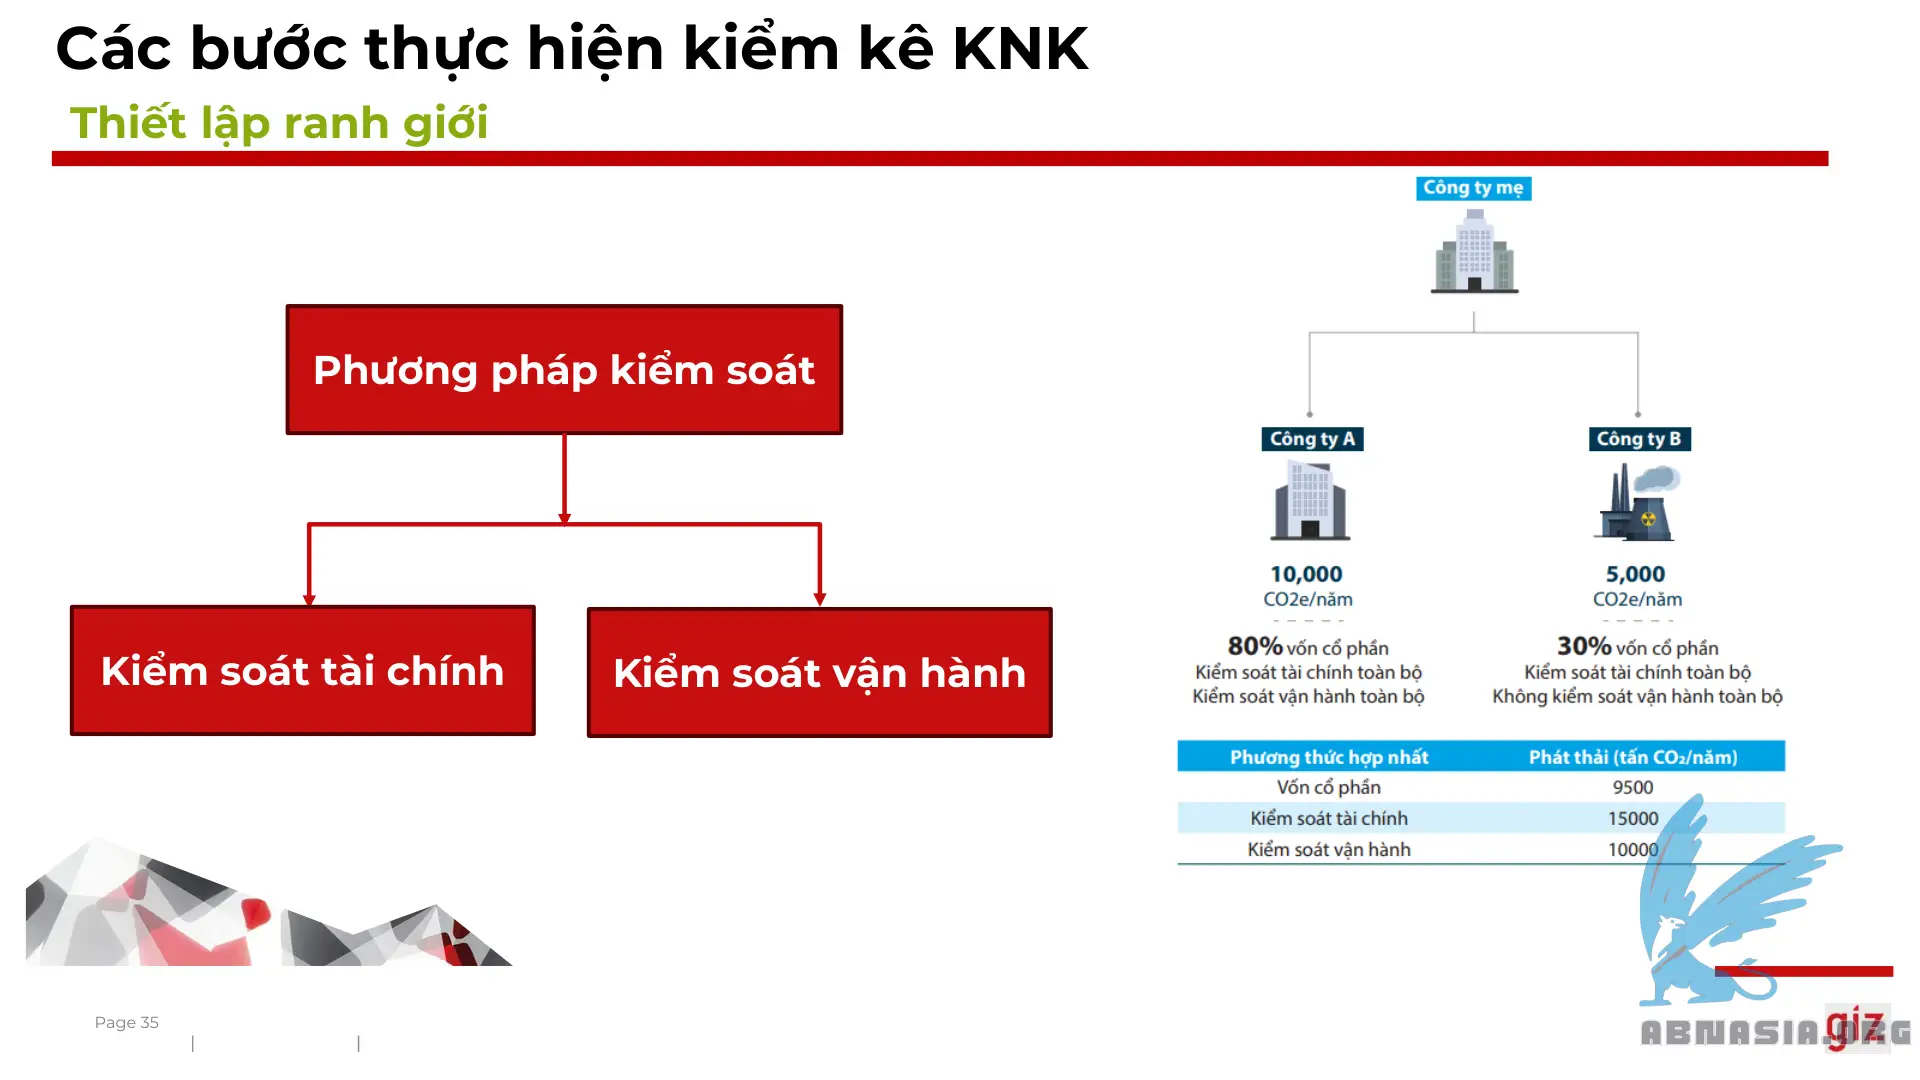 Các bước thực hiện kiểm kê KNK
Thiết lập ranh giới
Phương pháp kiểm soát
Kiểm soát tài chính
Kiểm soát vận hành
Công ty mẹ
Công ty A
Công ty B
10,000
CO2e/năm
80% vốn cổ phần
Kiểm soát tài chính toàn bộ
Kiểm soát vận hành toàn bộ
5,000
CO2e/năm
30% vốn cổ phần
Kiểm soát tài chính toàn bộ
Không kiểm soát vận hành toàn bộ
Phương thức hợp nhất Phát thải (tấn CO₂/năm)
Vốn cổ phần 9500
Kiểm soát tài chính 15000
Kiểm soát vận hành 10000
Page 35
giz
ABNASIA.ORG